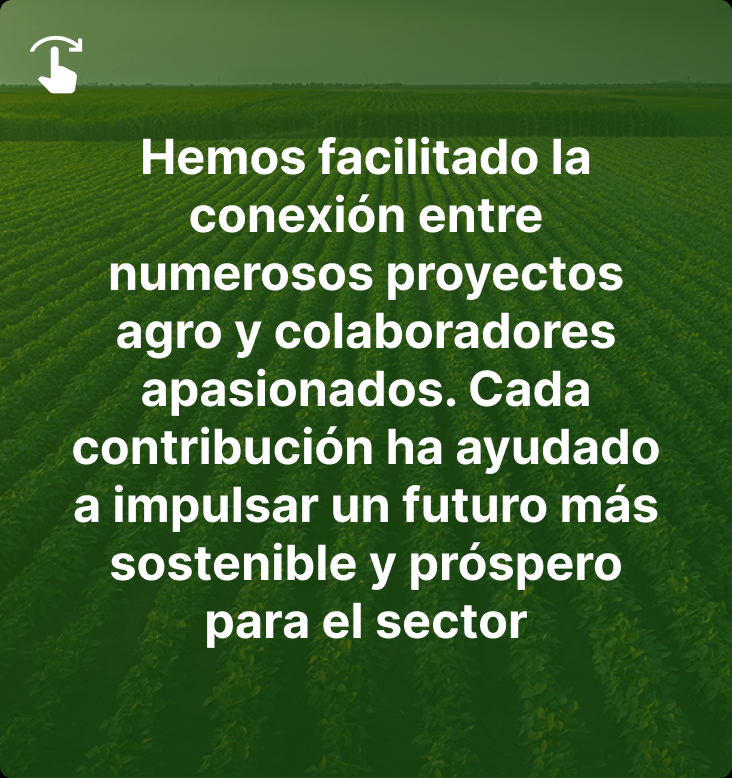 Hemos facilitado la
conexión entre
numerosos proyectos
agro y colaboradores
apasionados. Cada
contribución ha ayudado
a impulsar un futuro más
sostenible y próspero
para el sector